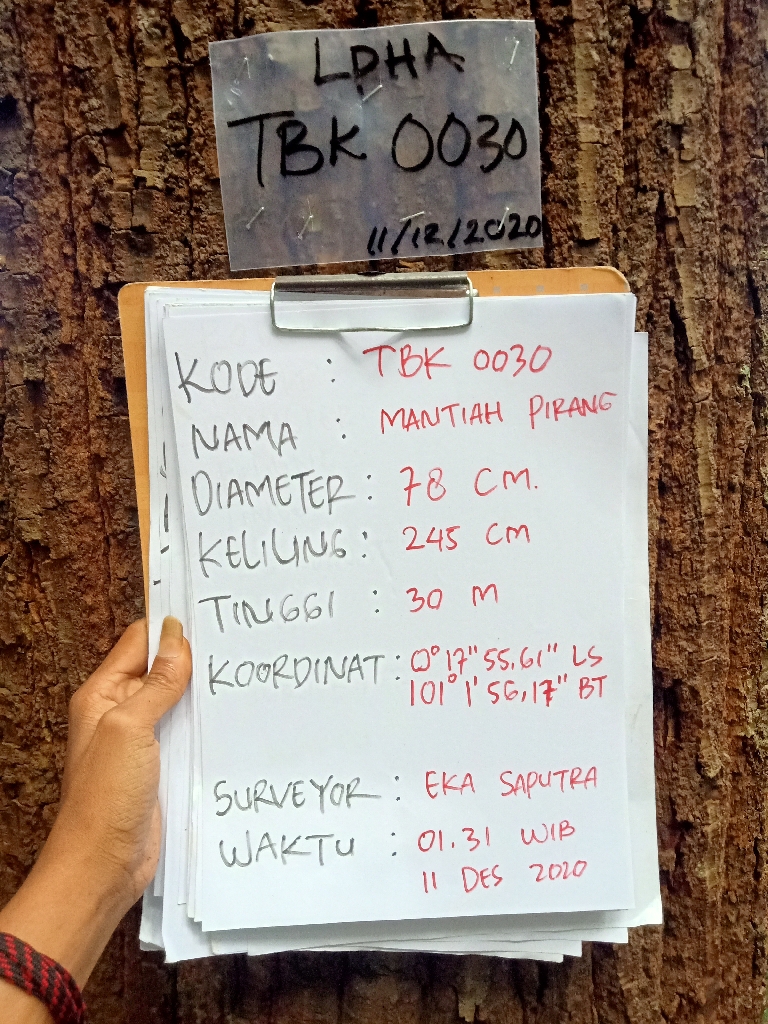 LPHA
TBK 0030
11/12/2020
KODE : TBK 0030
NAMA : MANTIAH PIRANG
DIAMETER : 78 CM.
KELILING : 245 CM
TINGGI : 30 M
KOORDINAT : 0° 17" 55,61" LS
101° 1' 56,17" BT
SURVEYOR : EKA SAPUTRA
WAKTU : 01.31 WIB
11 DES 2020